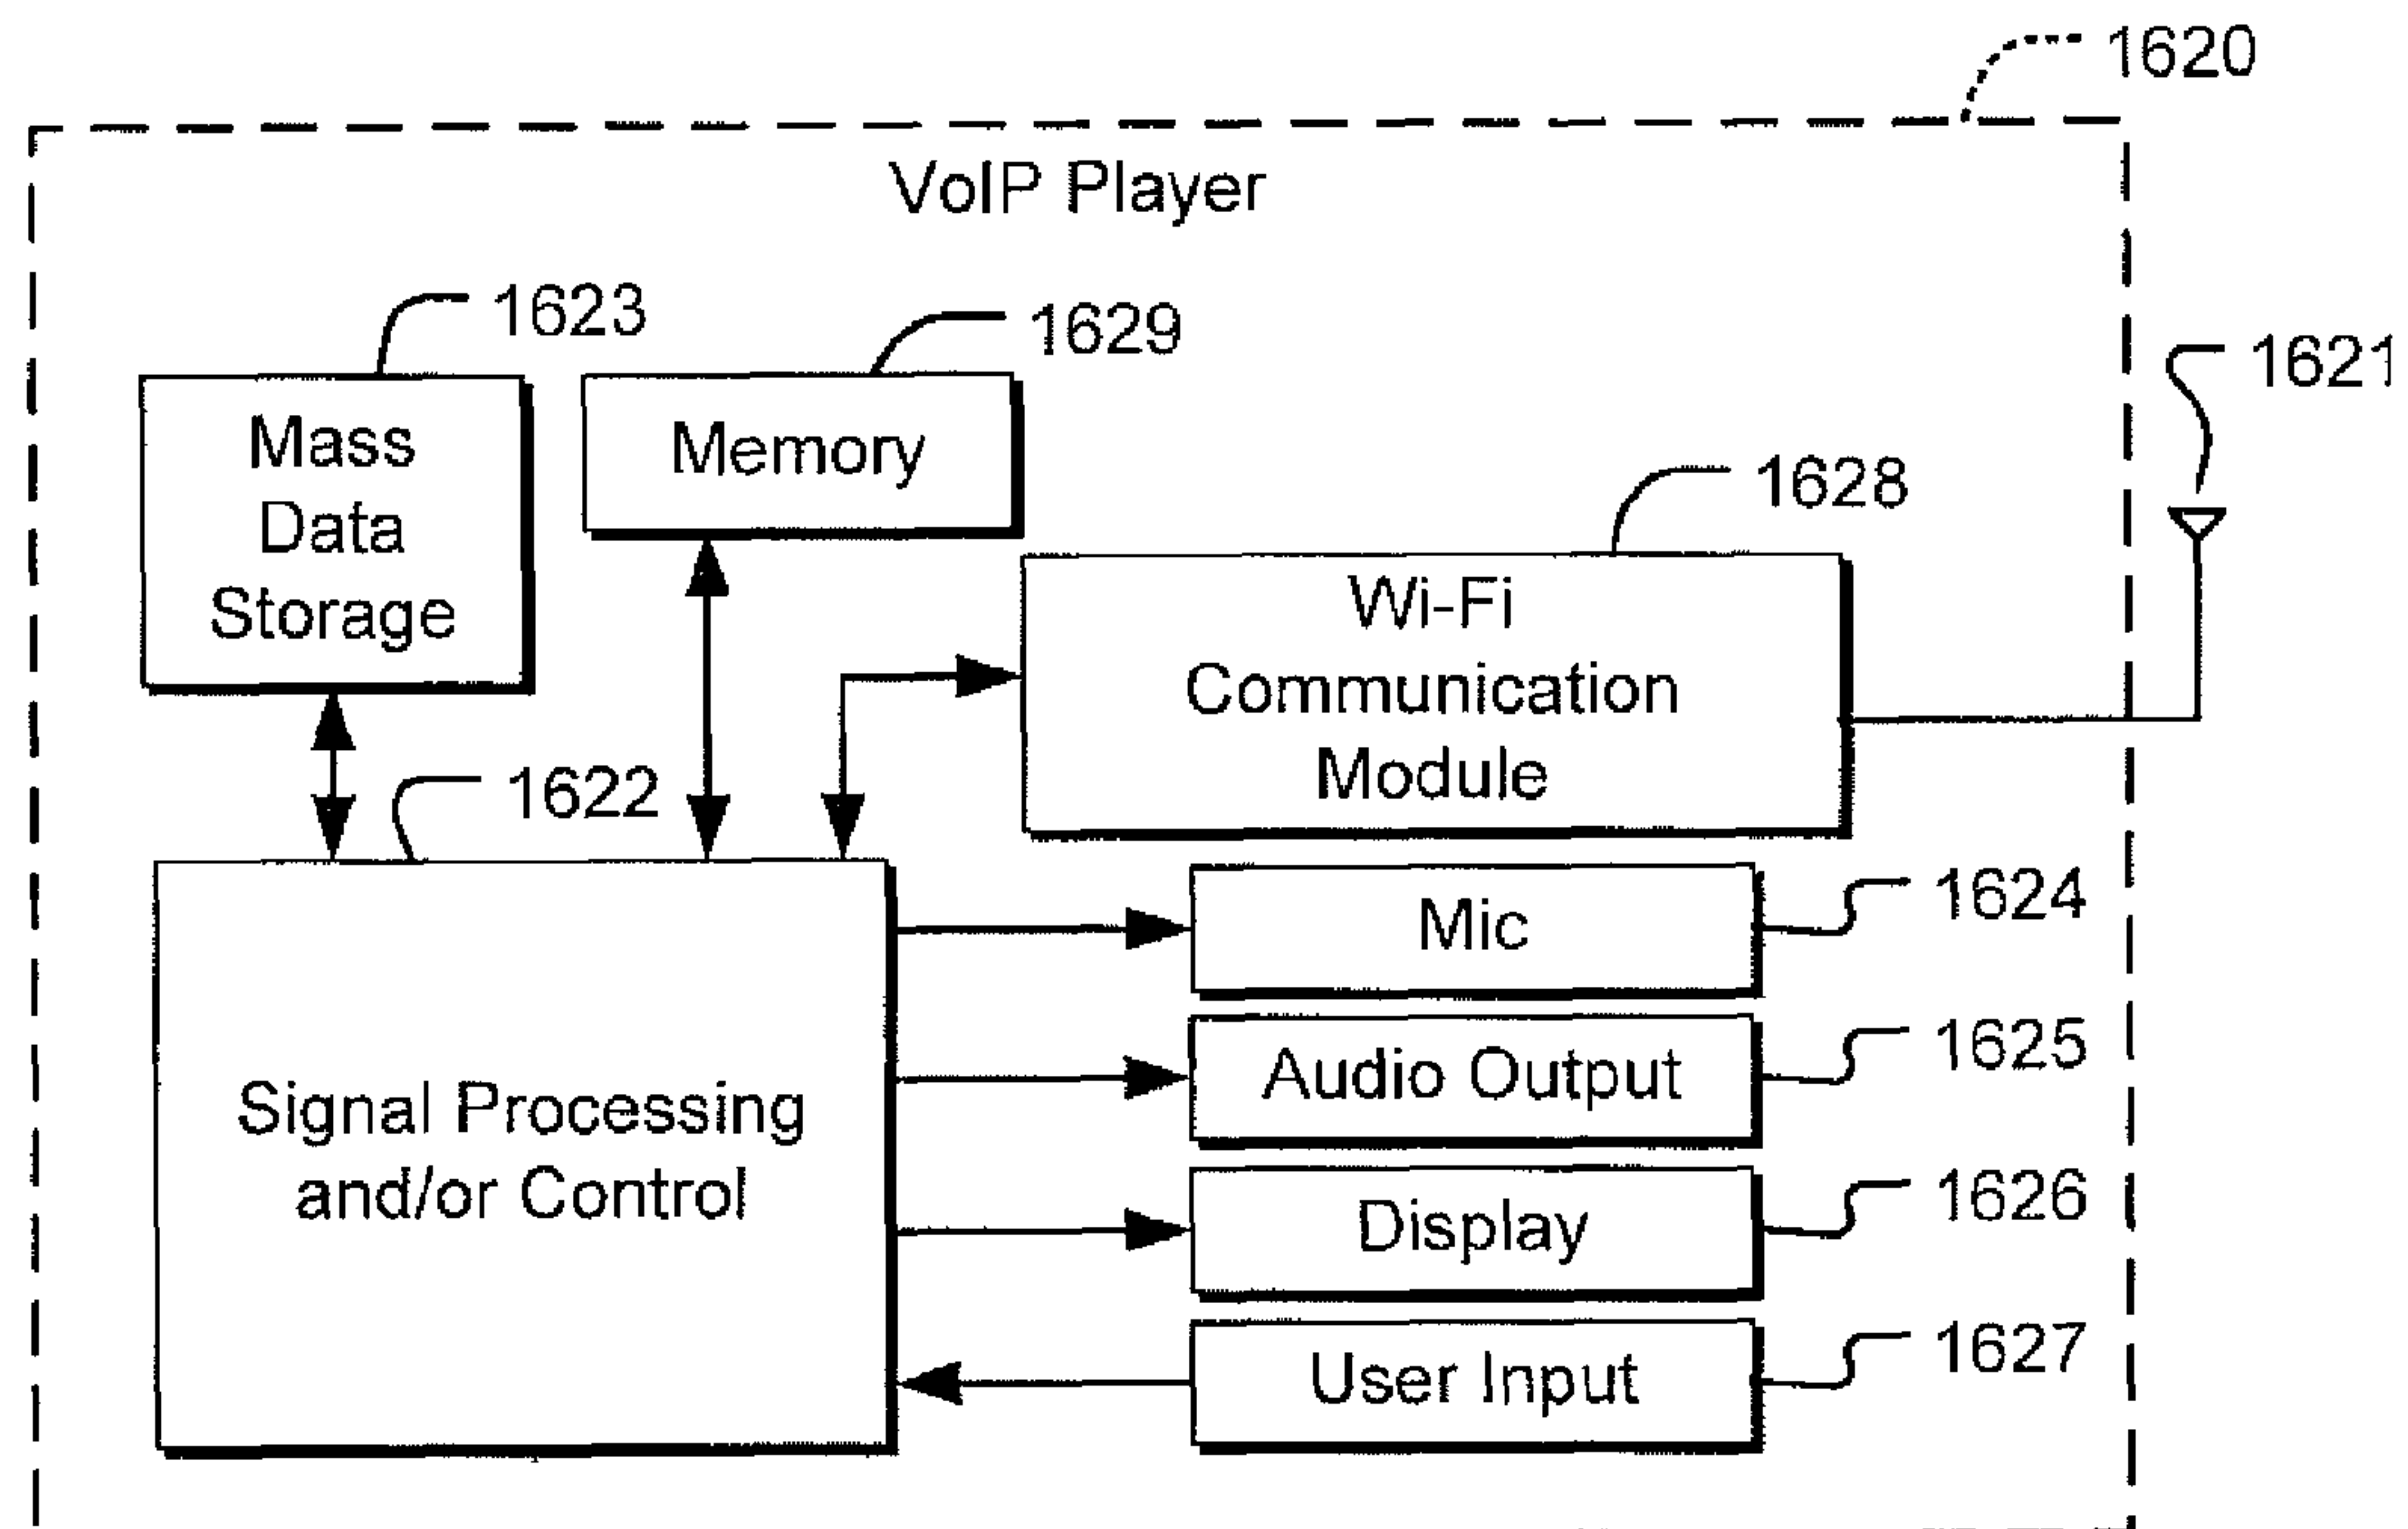 1620
VoIP Player
1623
1629
1621
Mass
Data
Storage
Memory
1628
Wi-Fi
Communication
Module
1622
Mic
1624
Audio Output
1625
Signal Processing
and/or Control
Display
1626
User Input
1627